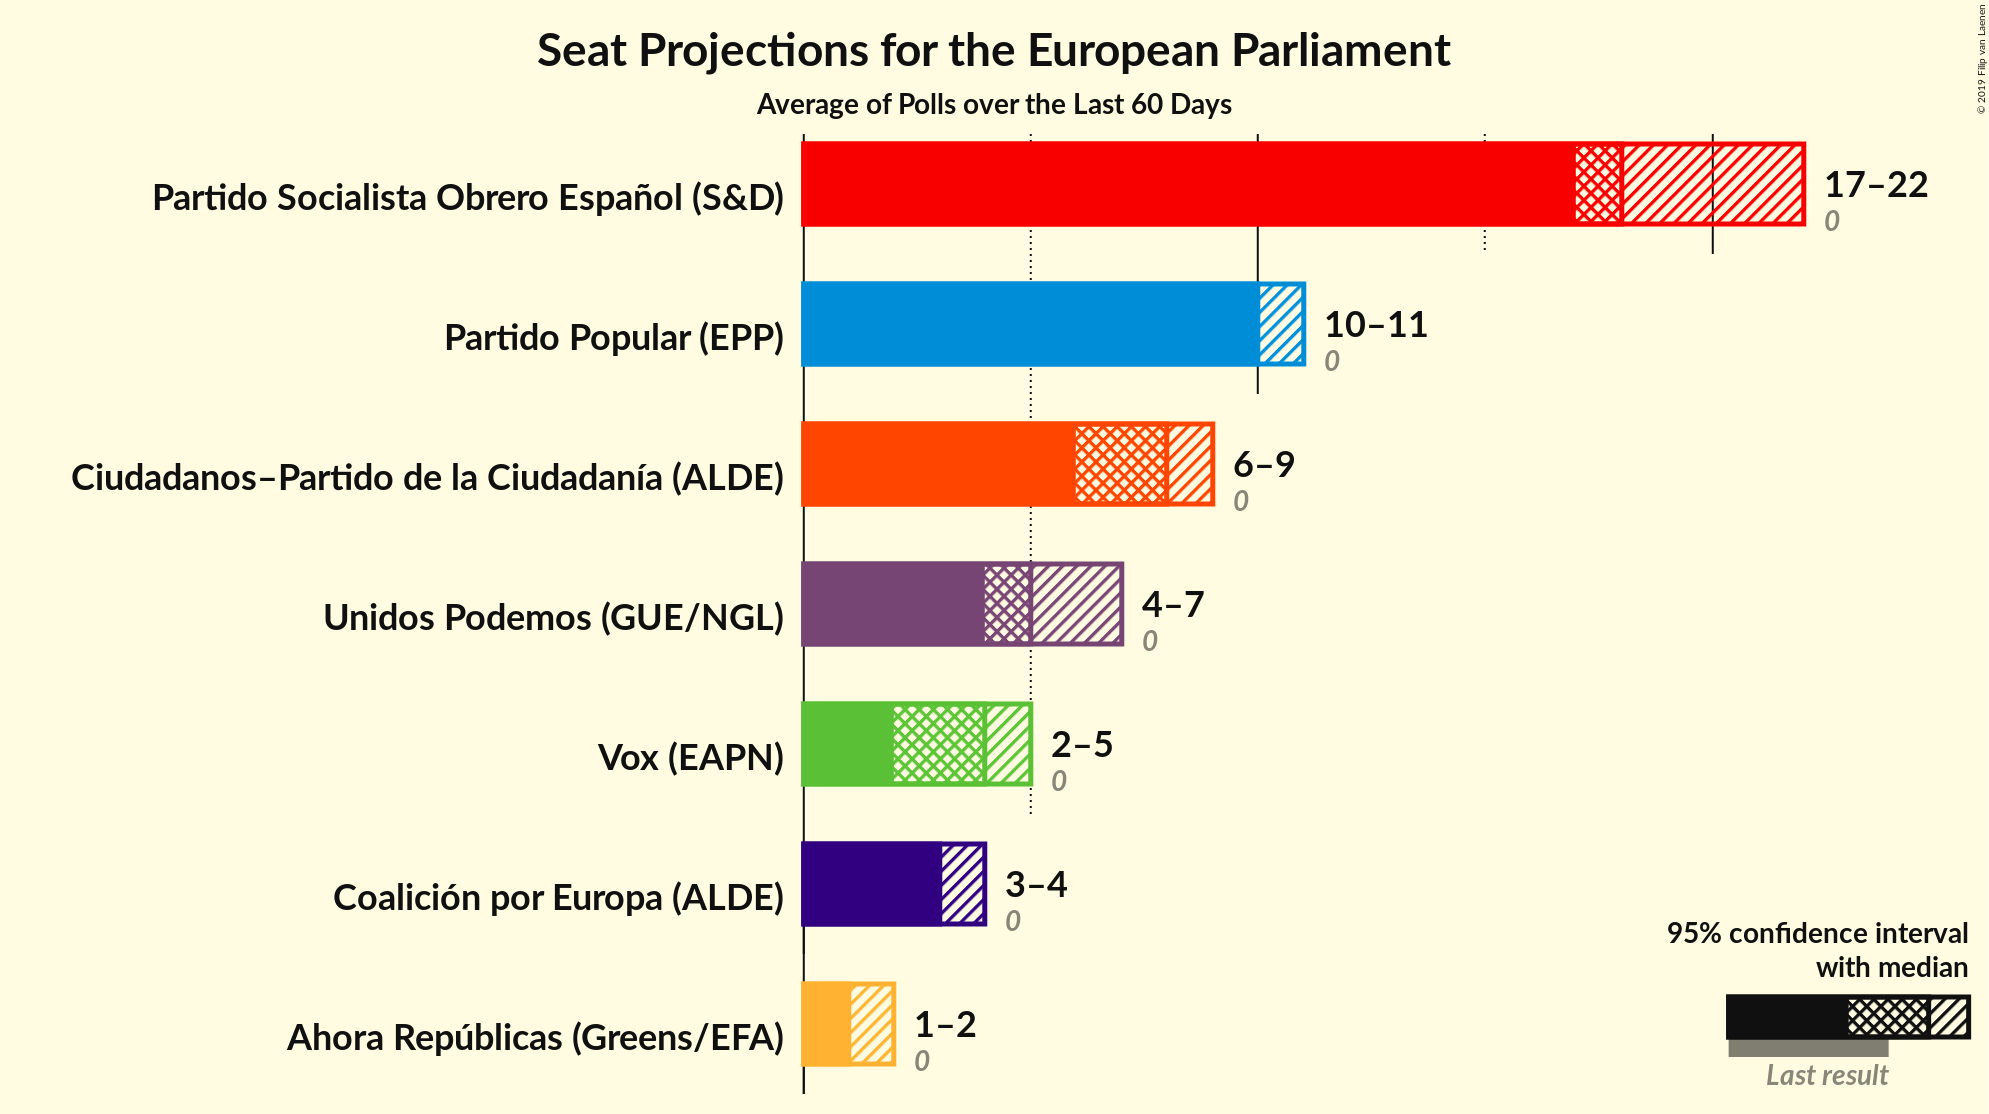 Seat Projections for the European Parliament
Average of Polls over the Last 60 Days
© 2019 Filip van Laenen
Partido Socialista Obrero Español (S&D)
17–22
0
Partido Popular (EPP)
10–11
0
Ciudadanos–Partido de la Ciudadanía (ALDE)
6–9
0
Unidos Podemos (GUE/NGL)
4–7
0
Vox (EAPN)
2–5
0
Coalición por Europa (ALDE)
3–4
0
Ahora Repúblicas (Greens/EFA)
1–2
0
95% confidence interval
with median
Last result